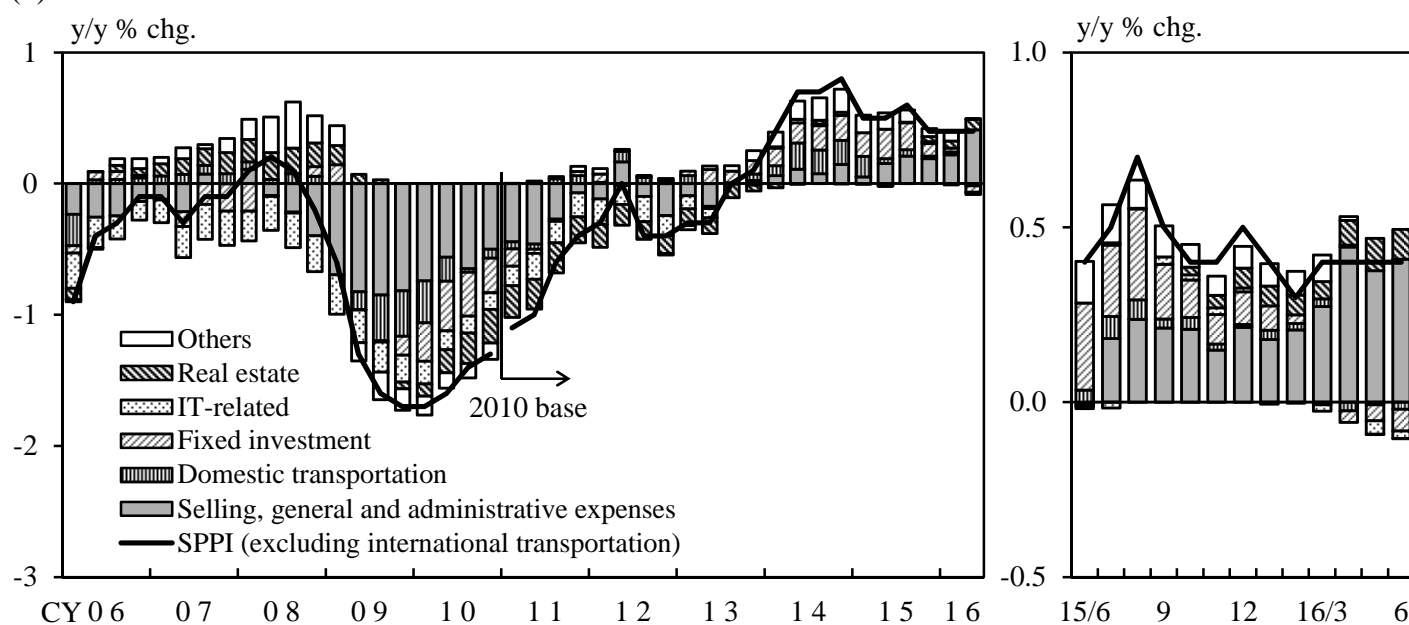 y/y % chg.
1
0
-1
-2
-3
Others
Real estate
IT-related
Fixed investment
Domestic transportation
Selling, general and administrative expenses
SPPI (excluding international transportation)
2010 base
CY 0 6 0 7 0 8 0 9 1 0 1 1 1 2 1 3 1 4 1 5 1 6
y/y % chg.
1.0
0.5
0.0
-0.5
15/6 9 12 16/3 6